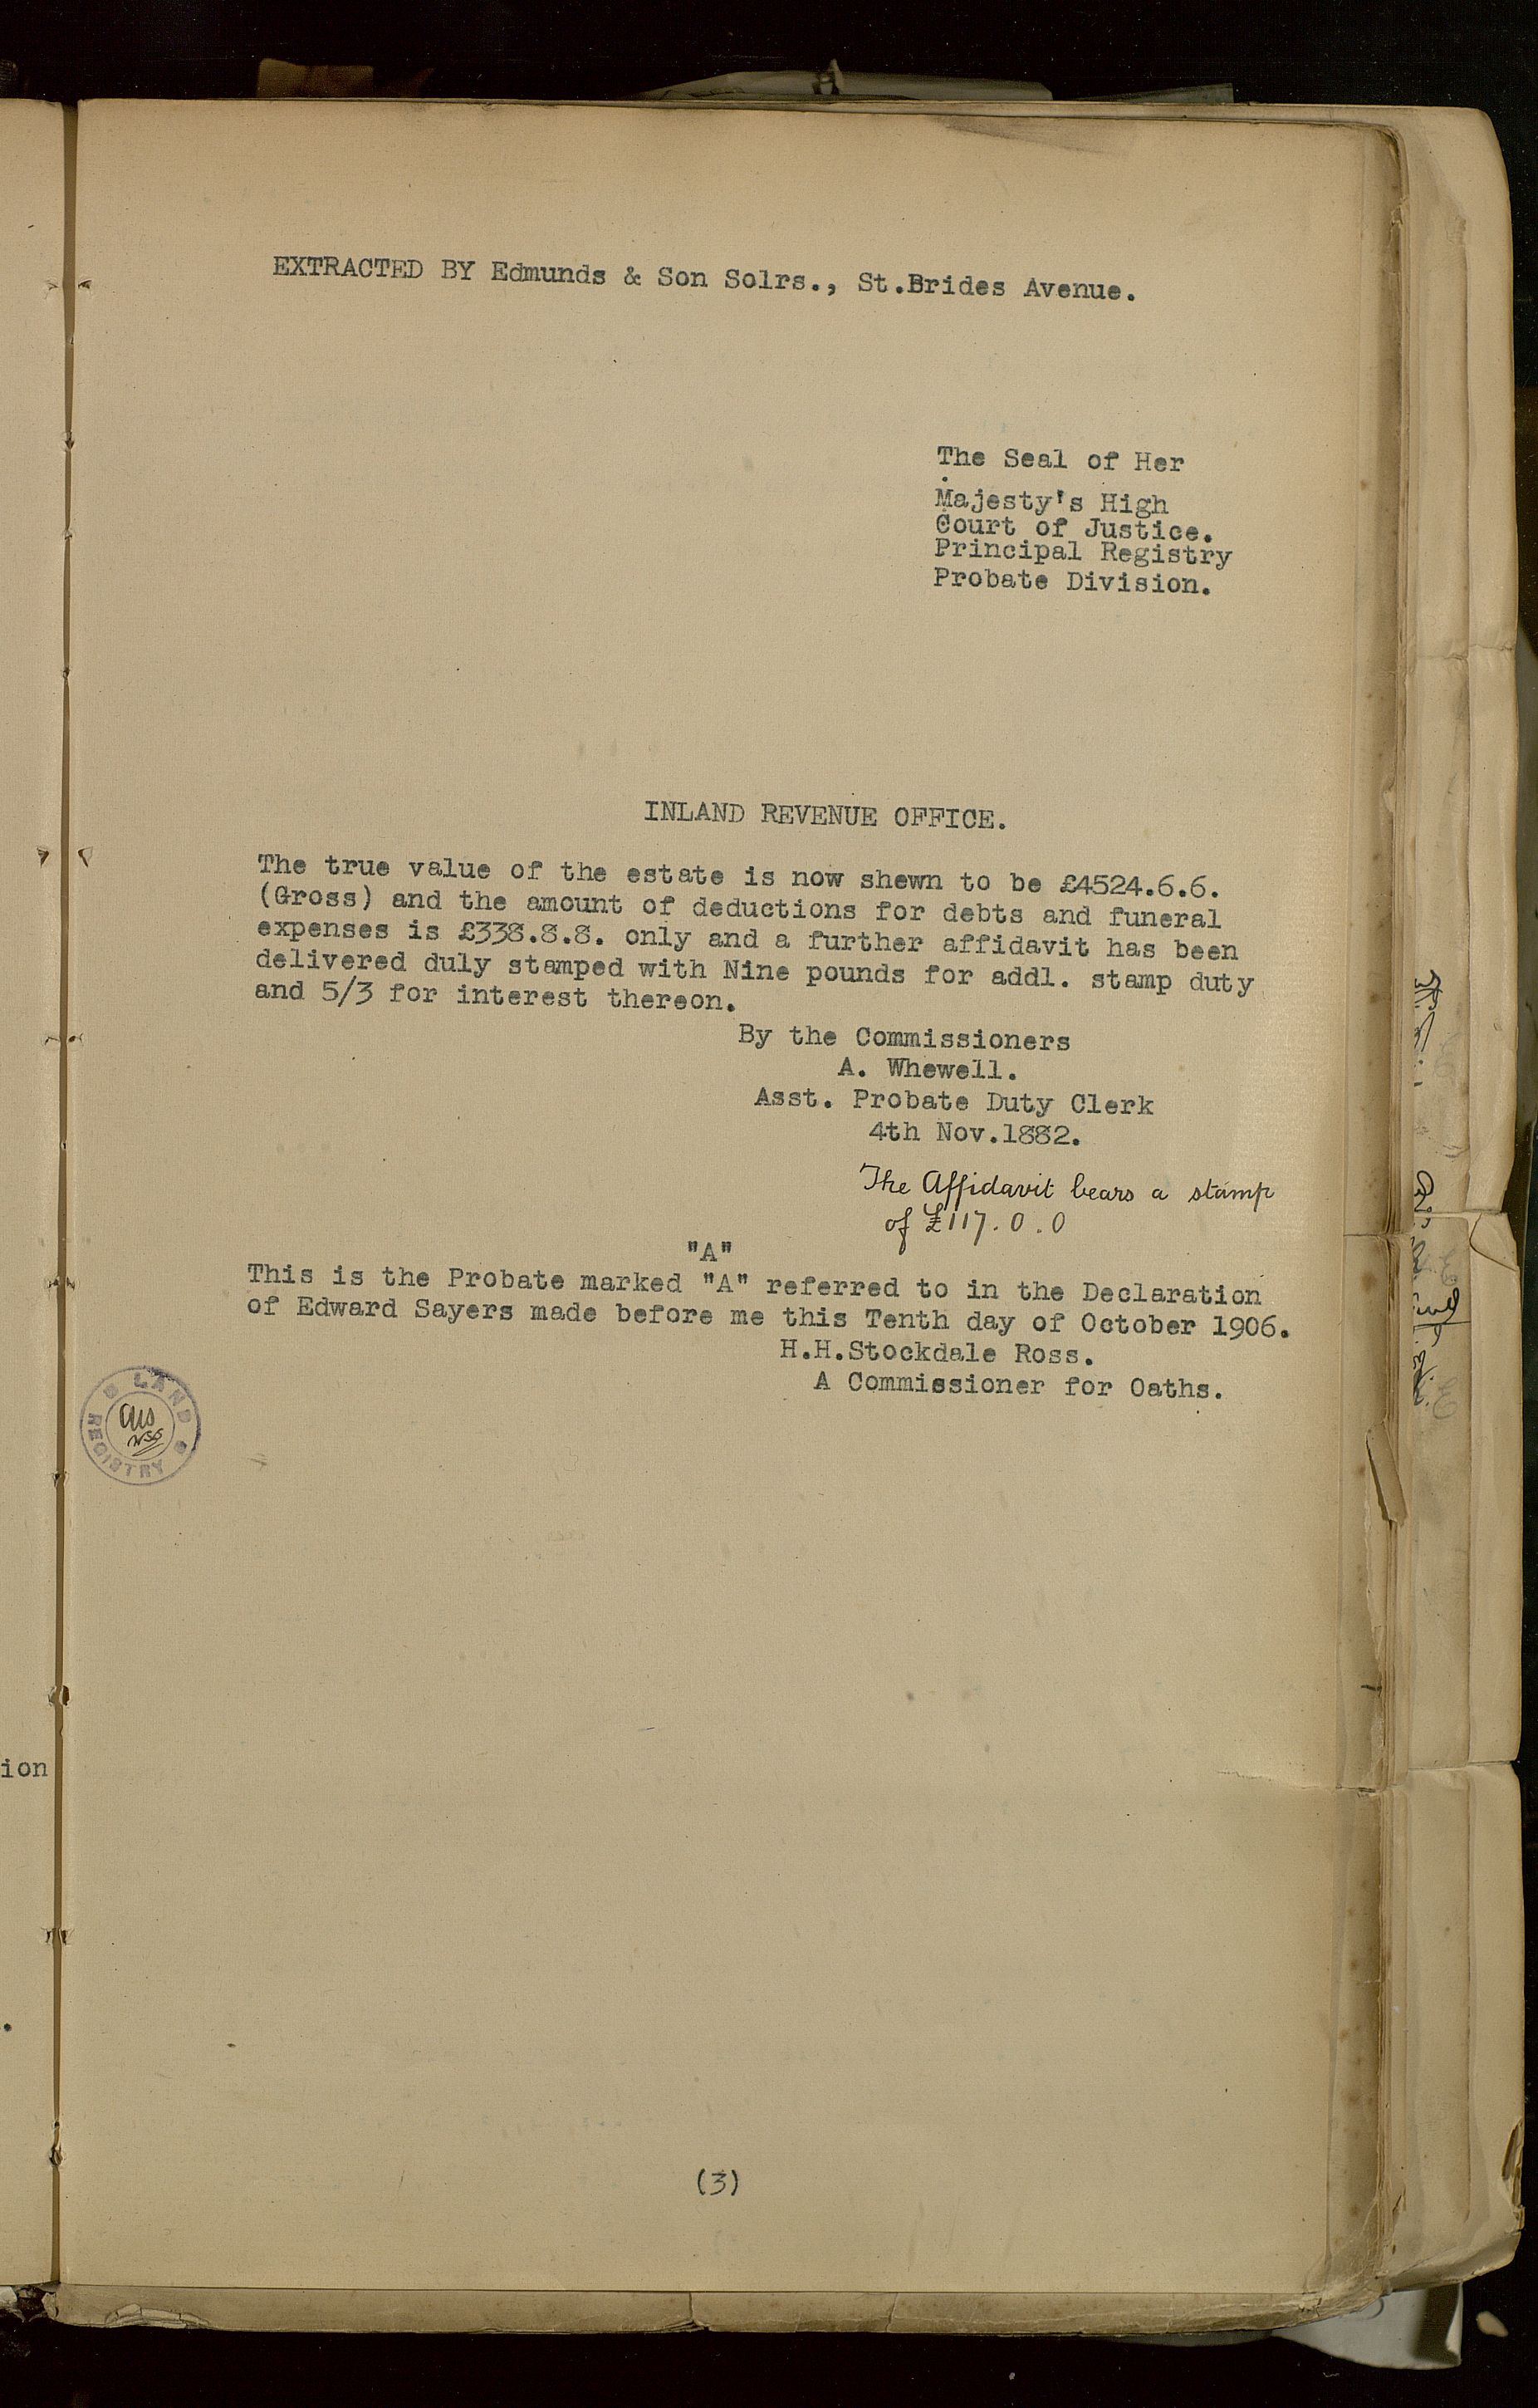 EXTRACTED BY Edmunds & Son Solrs., St.Brides Avenue.
The Seal of Her
Majesty's High
Court of Justice.
Principal Registry
Probate Division.
INLAND REVENUE OFFICE.
The true value of the estate is now shewn to be £4524.6.6.
(Gross) and the amount of deductions for debts and funeral
expenses is £338.8.8. only and a further affidavit has been
delivered duly stamped with Nine pounds for addl. stamp duty
and 5/3 for interest thereon.
By the Commissioners
A. Whewell.
Asst. Probate Duty Clerk
4th Nov.1882.
The Affidavit bears a stamp
of £117.0.0
"A"
This is the Probate marked "A" referred to in the Declaration
of Edward Sayers made before me this Tenth day of October 1906.
H.H.Stockdale Ross.
A Commissioner for Oaths.
LAND REGISTRY
ion
(3)